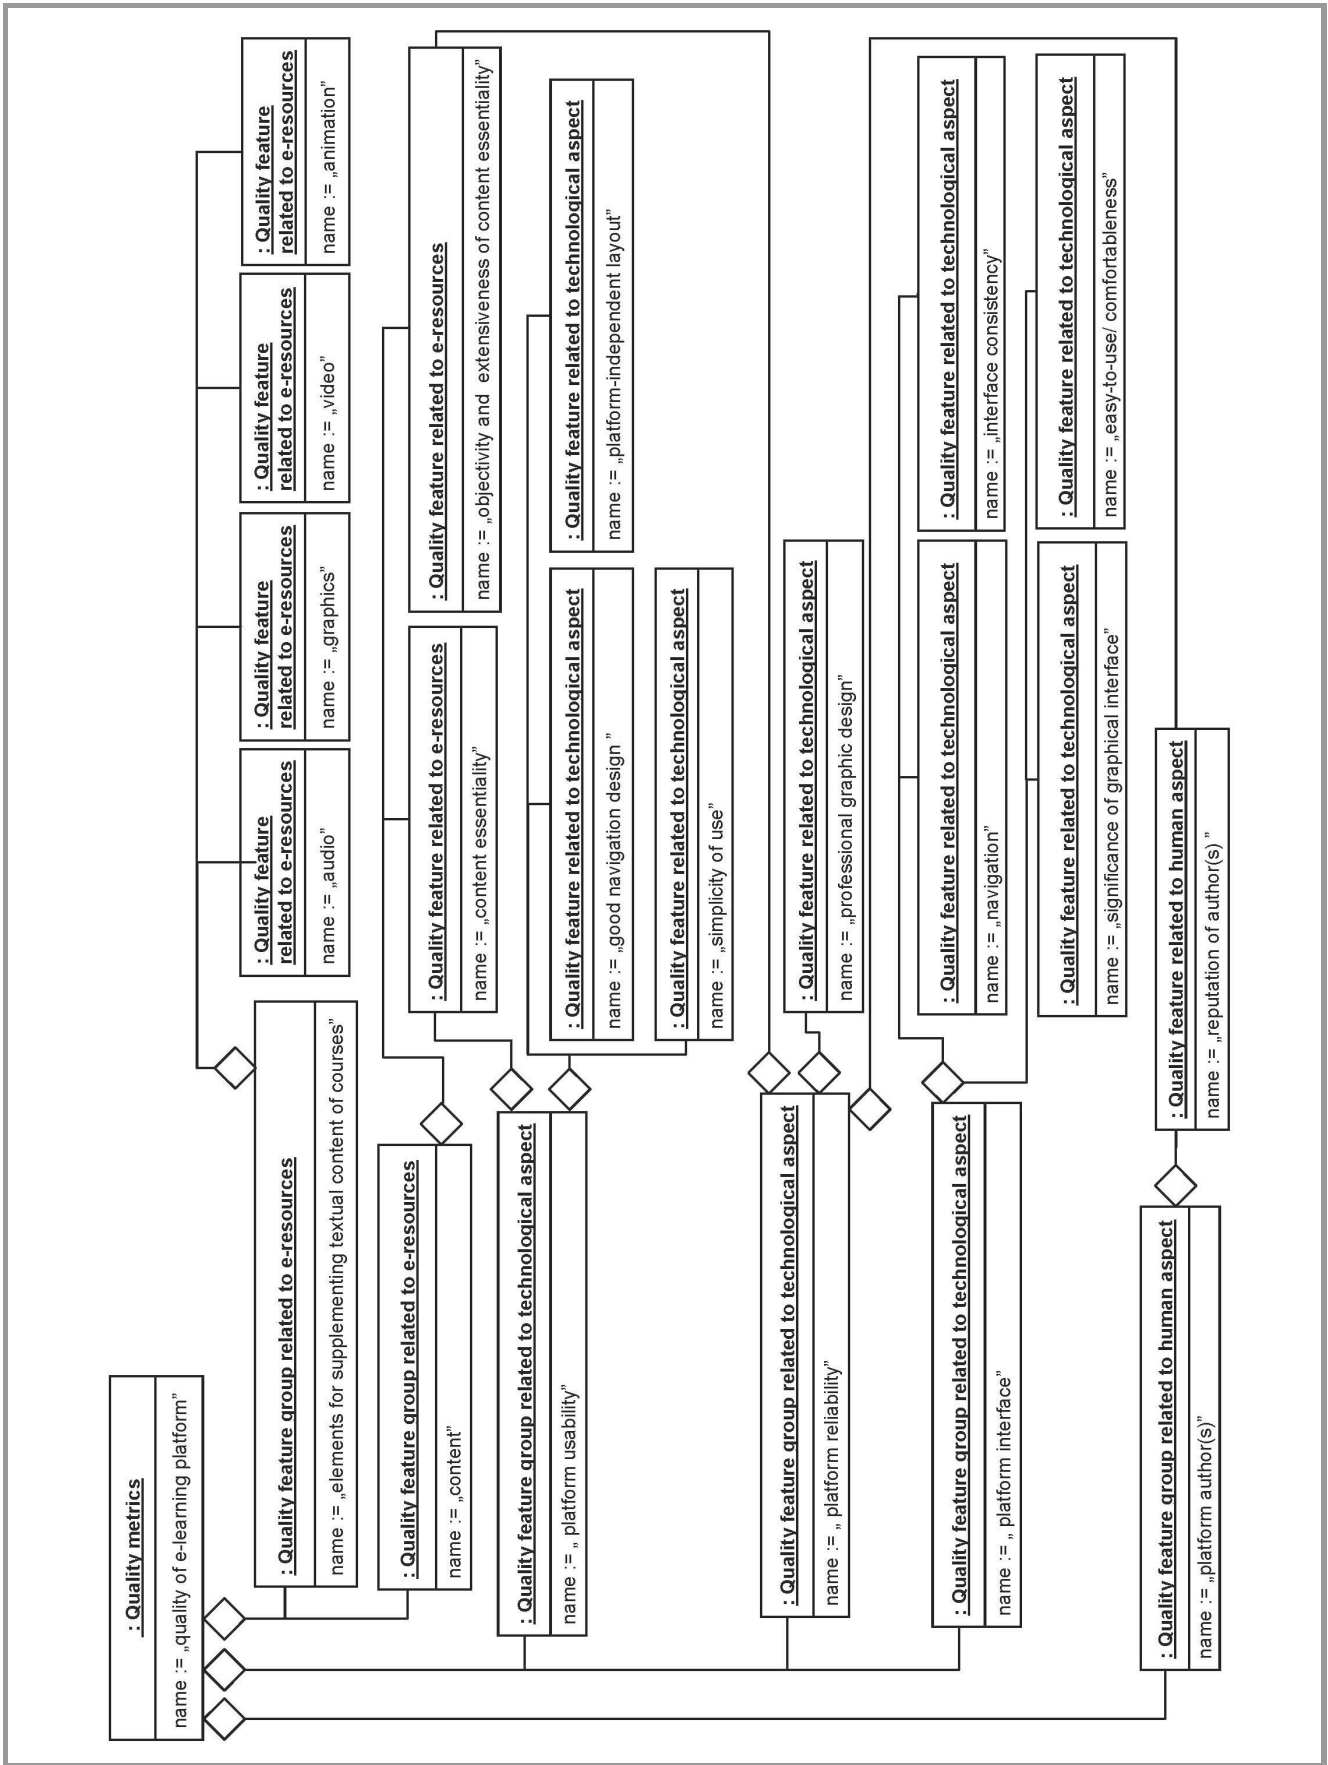 : Quality metrics
name := „quality of e-learning platform”
: Quality feature group related to e-resources
name := „elements for supplementing textual content of courses”
: Quality feature
related to e-resources
name := „audio”
: Quality feature
related to e-resources
name := „graphics”
: Quality feature
related to e-resources
name := „video”
: Quality feature
related to e-resources
name := „animation”
: Quality feature group related to e-resources
name := „content”
: Quality feature related to e-resources
name := „content essentiality”
: Quality feature related to e-resources
name := „objectivity and extensiveness of content essentiality”
: Quality feature group related to technological aspect
name := „ platform usability”
: Quality feature related to technological aspect
name := „good navigation design ”
: Quality feature related to technological aspect
name := „platform-independent layout”
: Quality feature related to technological aspect
name := „simplicity of use”
: Quality feature group related to technological aspect
name := „ platform reliability”
: Quality feature related to technological aspect
name := „professional graphic design”
: Quality feature group related to technological aspect
name := „ platform interface”
: Quality feature related to technological aspect
name := „navigation”
: Quality feature related to technological aspect
name := „interface consistency”
: Quality feature related to technological aspect
name := „significance of graphical interface”
: Quality feature related to technological aspect
name := „easy-to-use/ comfortableness”
: Quality feature group related to human aspect
name := „platform author(s)”
: Quality feature related to human aspect
name := „reputation of author(s) ”